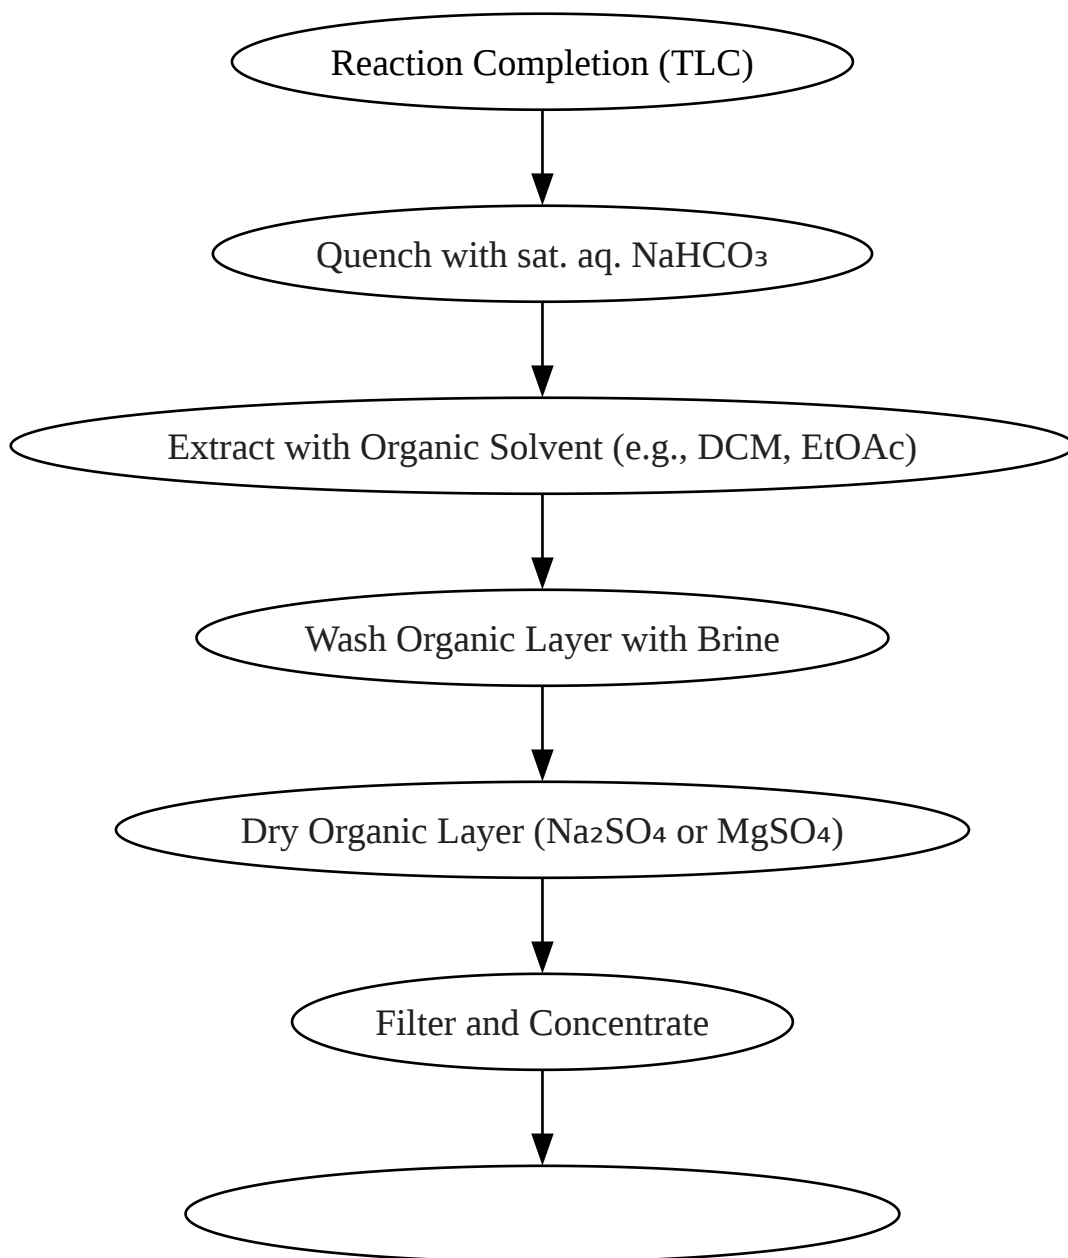 Reaction Completion (TLC)
Quench with sat. aq. NaHCO₃
Extract with Organic Solvent (e.g., DCM, EtOAc)
Wash Organic Layer with Brine
Dry Organic Layer (Na₂SO₄ or MgSO₄)
Filter and Concentrate